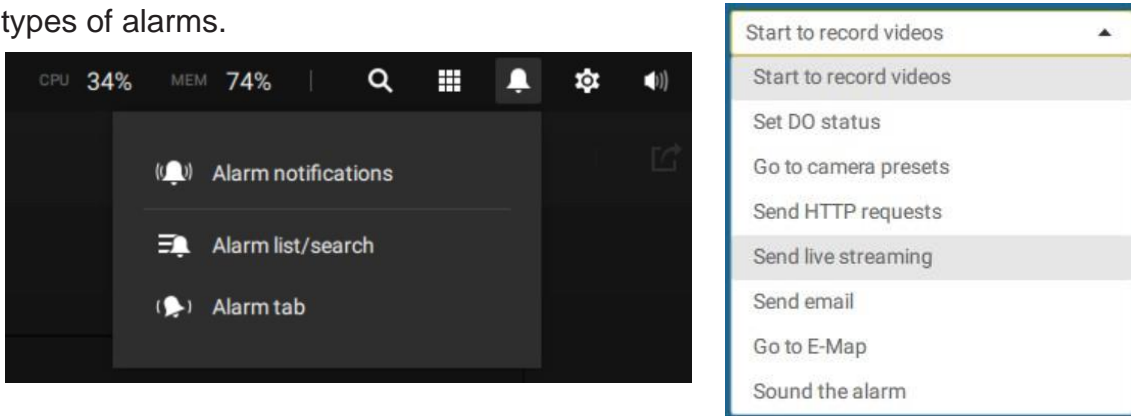 types of alarms.
CPU 34% MEM 74%
Alarm notifications
Alarm list/search
Alarm tab
Start to record videos
Start to record videos
Set DO status
Go to camera presets
Send HTTP requests
Send live streaming
Send email
Go to E-Map
Sound the alarm